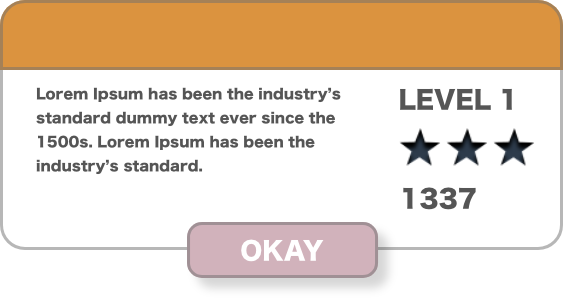 Lorem Ipsum has been the industry’s
standard dummy text ever since the
1500s. Lorem Ipsum has been the
industry’s standard.
LEVEL 1
1337
OKAY